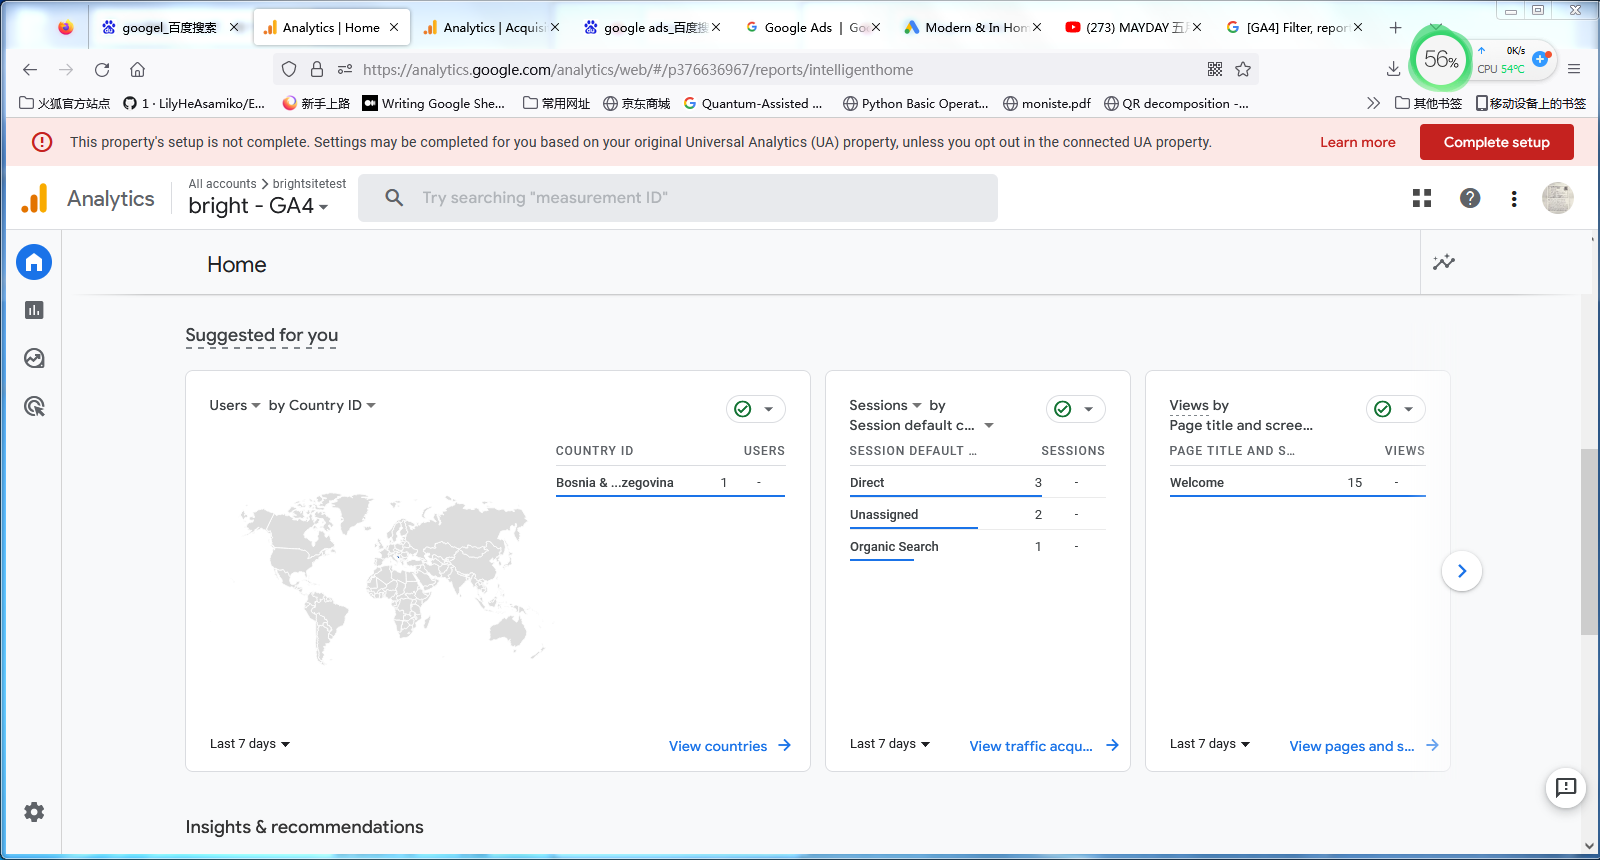 googel_百度搜索
Analytics | Home
Analytics | Acquisi
google ads_百度搜
Google Ads | Go
Modern & In Hom
(273) MAYDAY 五月
[GA4] Filter, report
56%
0K/s
CPU 54℃
https://analytics.google.com/analytics/web/#/p376636967/reports/intelligenthome
火狐官方站点
1 · LilyHeAsamiko/E...
新手上路
Writing Google She...
常用网址
京东商城
Quantum-Assisted ...
Python Basic Operat...
moniste.pdf
QR decomposition -...
其他书签
移动设备上的书签
This property's setup is not complete. Settings may be completed for you based on your original Universal Analytics (UA) property, unless you opt out in the connected UA property.
Learn more
Complete setup
Analytics
All accounts > brightsitetest
bright - GA4
Try searching "measurement ID"
Home
Suggested for you
Users by Country ID
COUNTRY ID USERS
Bosnia & ...zegovina 1 -
Last 7 days
View countries
Sessions by
Session default c...
SESSION DEFAULT ... SESSIONS
Direct 3 -
Unassigned 2 -
Organic Search 1 -
Last 7 days
View traffic acqu...
Views by
Page title and scree...
PAGE TITLE AND S... VIEWS
Welcome 15 -
Last 7 days
View pages and s...
Insights & recommendations